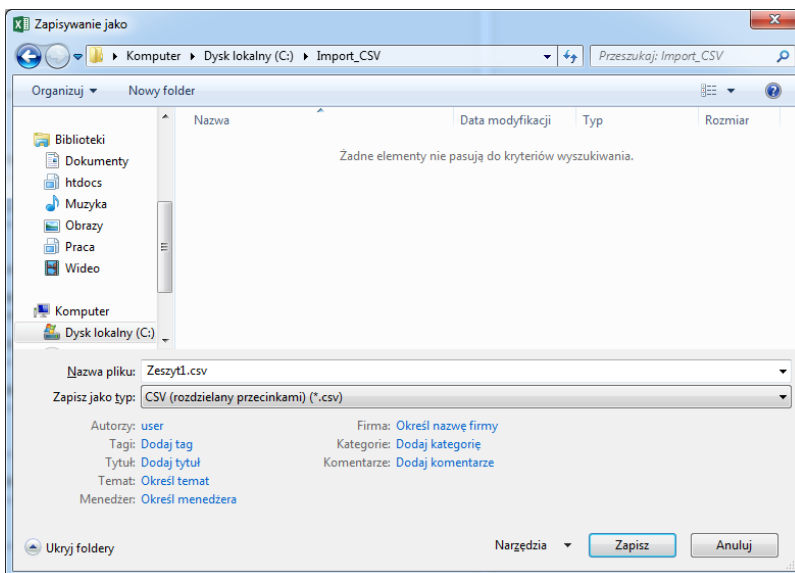 Zapisywanie jako
Komputer Dysk lokalny (C:) Import_CSV Przeszukaj: Import_CSV
Organizuj Nowy folder
Nazwa Data modyfikacji Typ Rozmiar
Żadne elementy nie pasują do kryteriów wyszukiwania.
Biblioteki
Dokumenty
htdocs
Muzyka
Obrazy
Praca
Wideo
Komputer
Dysk lokalny (C:)
Nazwa pliku: Zeszyt1.csv
Zapisz jako typ: CSV (rozdzielany przecinkami) (*.csv)
Autorzy: user Firma: Określ nazwę firmy
Tagi: Dodaj tag Kategorie: Dodaj kategorię
Tytuł: Dodaj tytuł Komentarze: Dodaj komentarze
Temat: Określ temat
Menedżer: Określ menedżera
Ukryj foldery Narzędzia Zapisz Anuluj